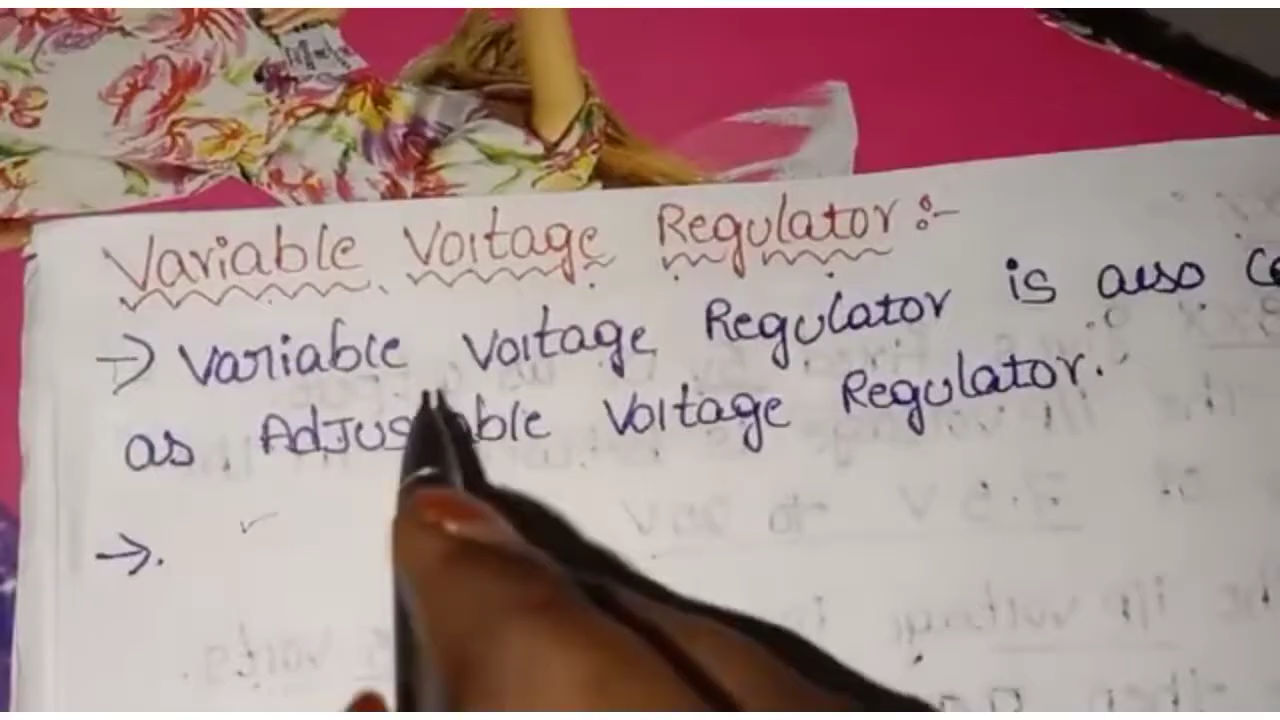 Variable Voltage Regulator :-
→ Variable Voltage Regulator is also
as Adjustable Voltage Regulator.
→.